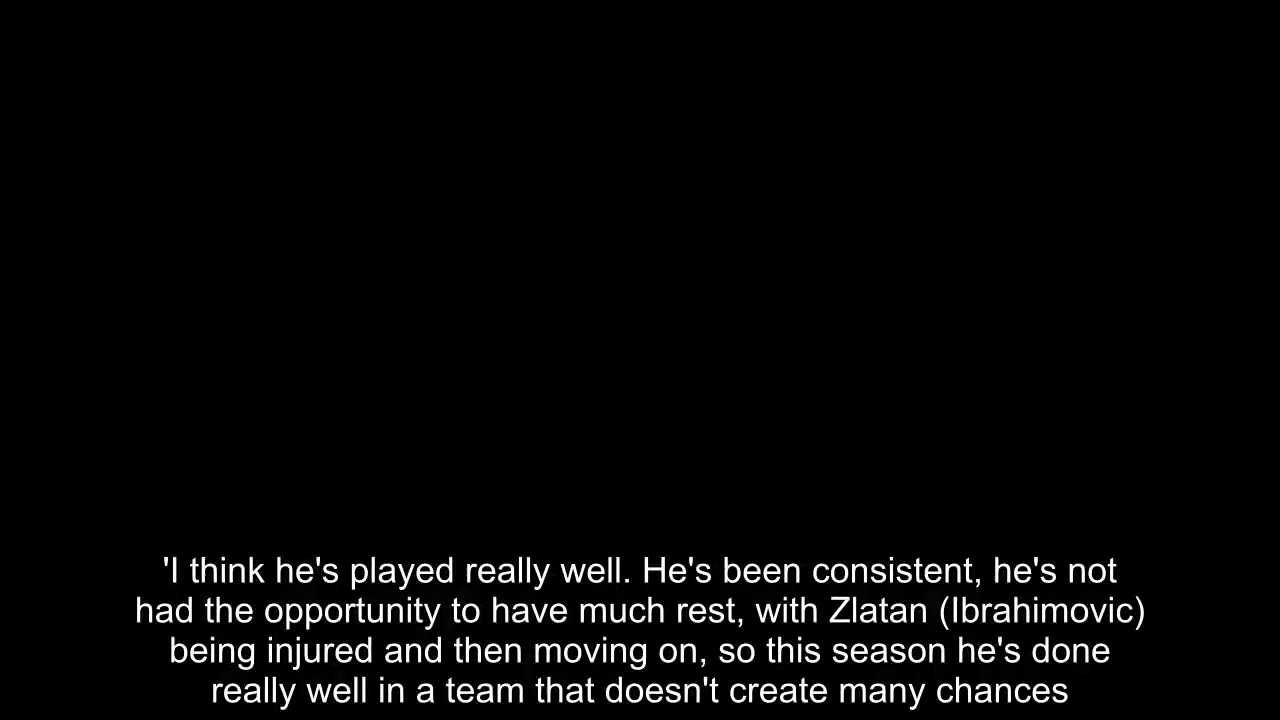 'I think he's played really well. He's been consistent, he's not
had the opportunity to have much rest, with Zlatan (Ibrahimovic)
being injured and then moving on, so this season he's done
really well in a team that doesn't create many chances